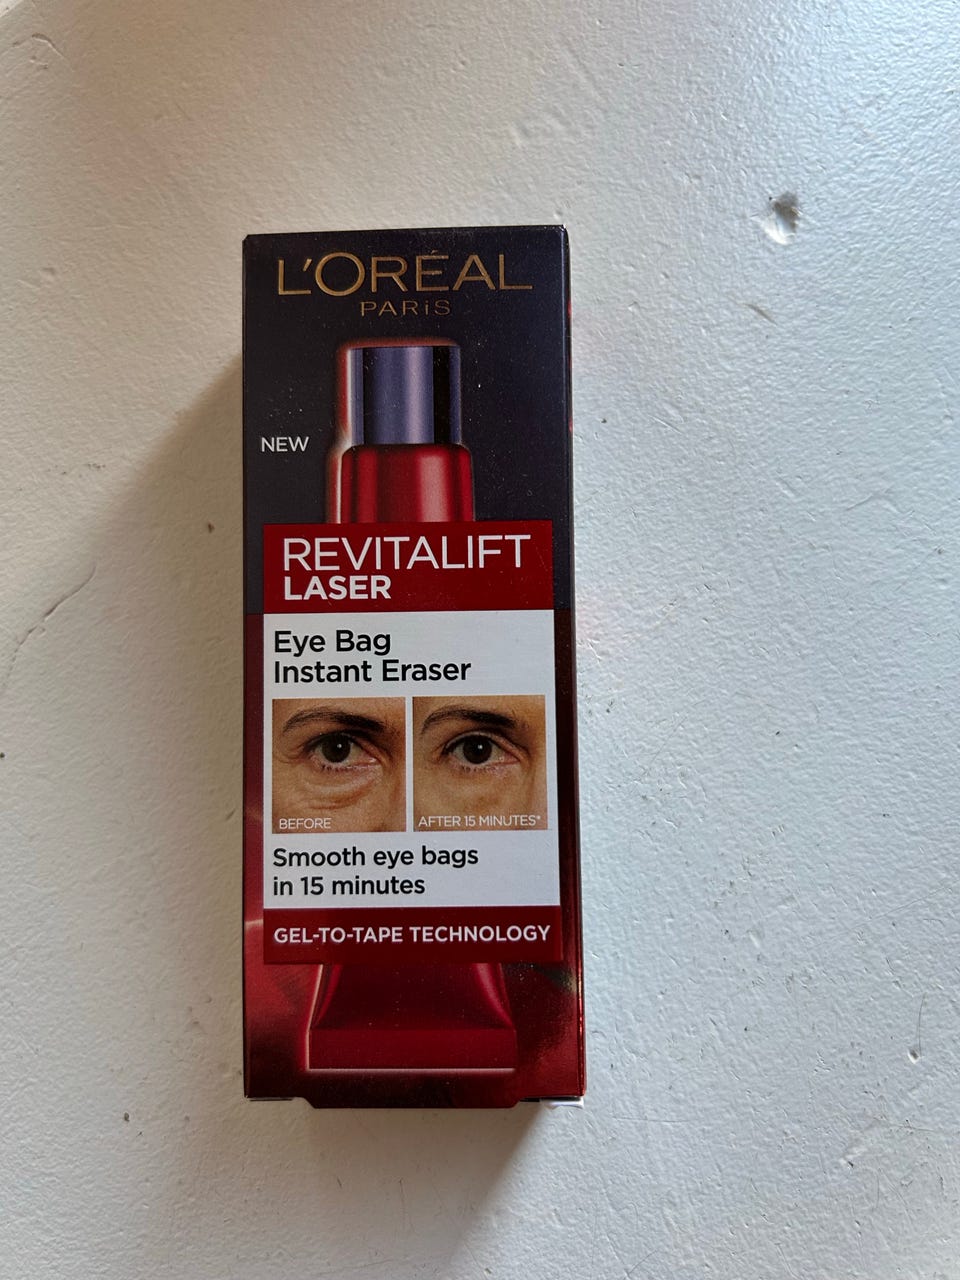 L'ORÉAL
PARiS
NEW
REVITALIFT
LASER
Eye Bag
Instant Eraser
BEFORE
AFTER 15 MINUTES*
Smooth eye bags
in 15 minutes
GEL-TO-TAPE TECHNOLOGY